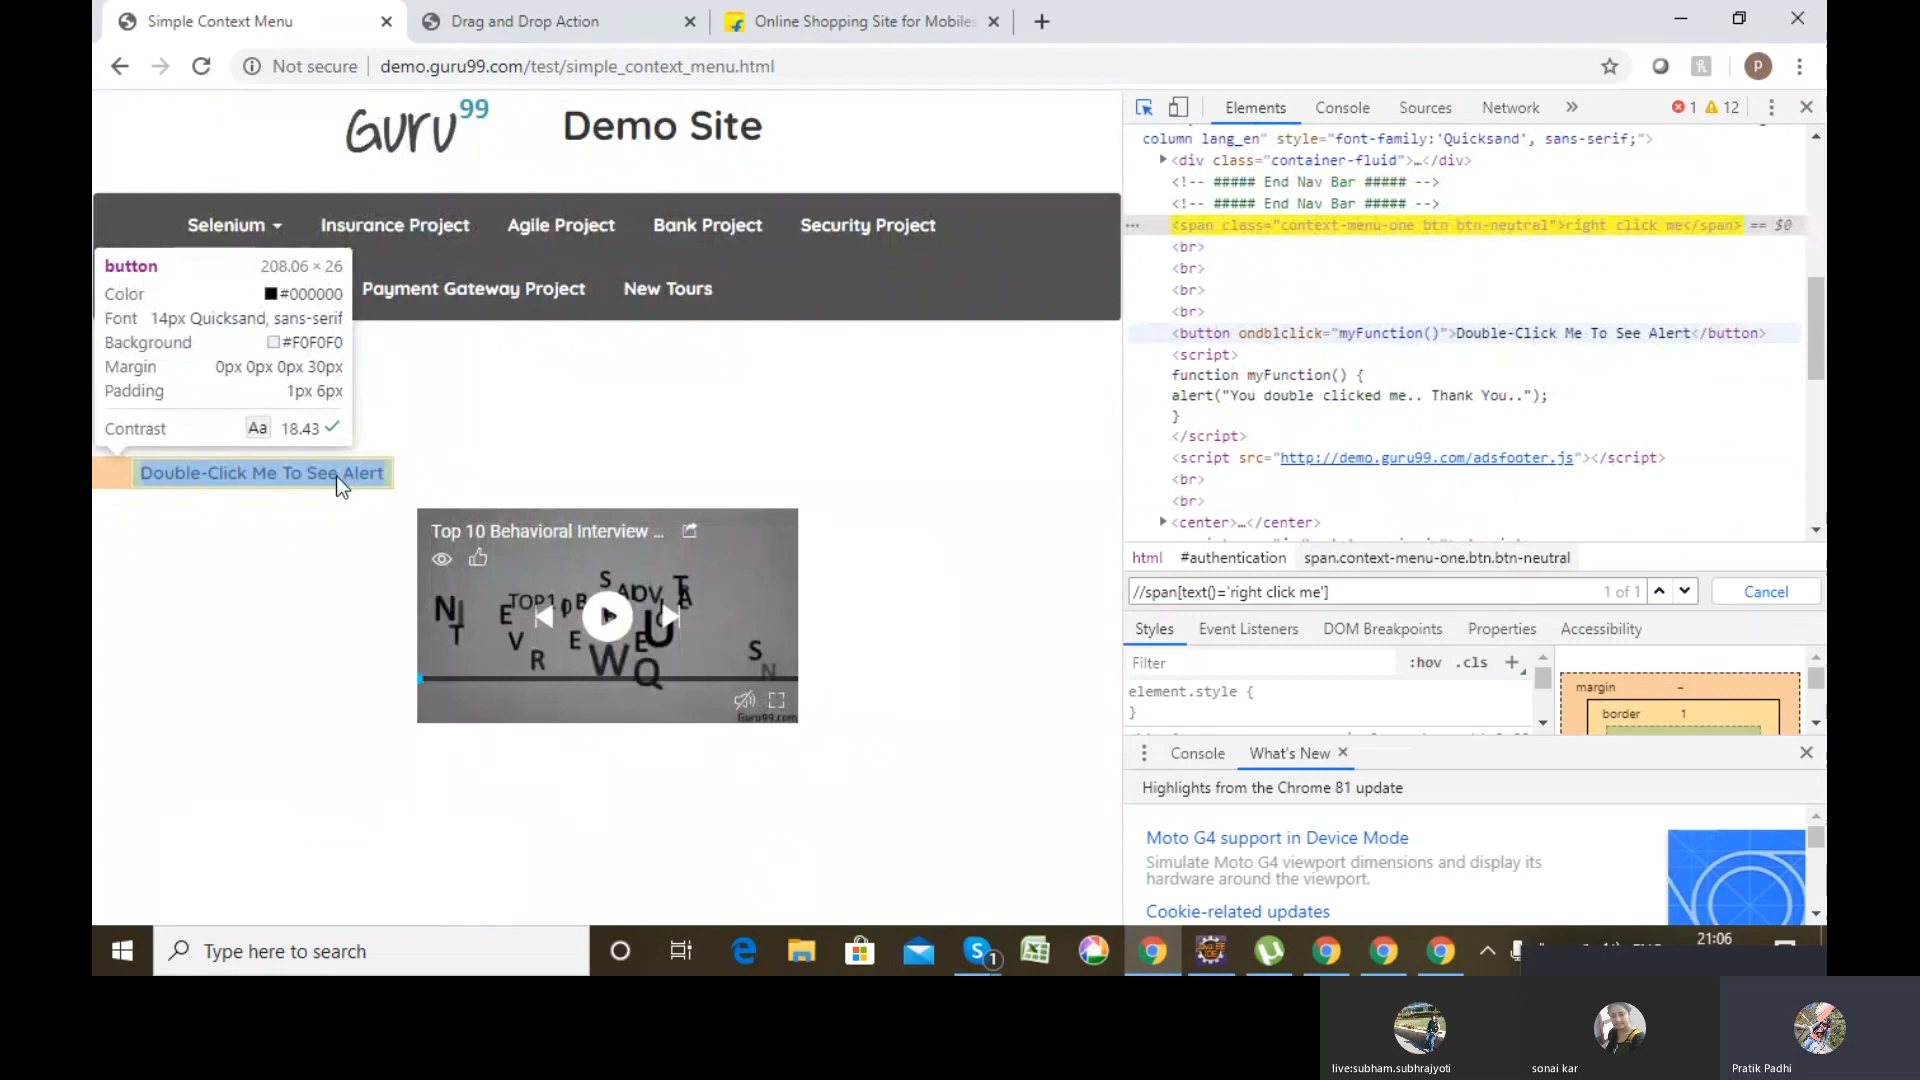 Simple Context Menu
Drag and Drop Action
Online Shopping Site for Mobiles
Not secure
demo.guru99.com/test/simple_context_menu.html
P
Guru99
Demo Site
Selenium
Insurance Project
Agile Project
Bank Project
Security Project
Payment Gateway Project
New Tours
button 208.06 × 26
Color #000000
Font 14px Quicksand, sans-serif
Background #F0F0F0
Margin 0px 0px 0px 30px
Padding 1px 6px
Contrast Aa 18.43
Double-Click Me To See Alert
Top 10 Behavioral Interview ...
Guru99.com
Elements Console Sources Network » 1 12
column lang_en" style="font-family:'Quicksand', sans-serif;">
<div class="container-fluid">…</div>
<!-- ##### End Nav Bar ##### -->
<!-- ##### End Nav Bar ##### -->
<span class="context-menu-one btn btn-neutral">right click me</span> == $0
<br>
<br>
<br>
<br>
<button ondblclick="myFunction()">Double-Click Me To See Alert</button>
<script>
function myFunction() {
alert("You double clicked me.. Thank You..");
}
</script>
<script src="http://demo.guru99.com/adsfooter.js"></script>
<br>
<br>
<center>…</center>
html #authentication span.context-menu-one.btn.btn-neutral
//span[text()='right click me'] 1 of 1 Cancel
Styles Event Listeners DOM Breakpoints Properties Accessibility
Filter :hov .cls +
element.style {
}
margin –
border 1
Console What's New
Highlights from the Chrome 81 update
Moto G4 support in Device Mode
Simulate Moto G4 viewport dimensions and display its
hardware around the viewport.
Cookie-related updates
Type here to search
1
21:06
live:subham.subhrajyoti
sonai kar
Pratik Padhi